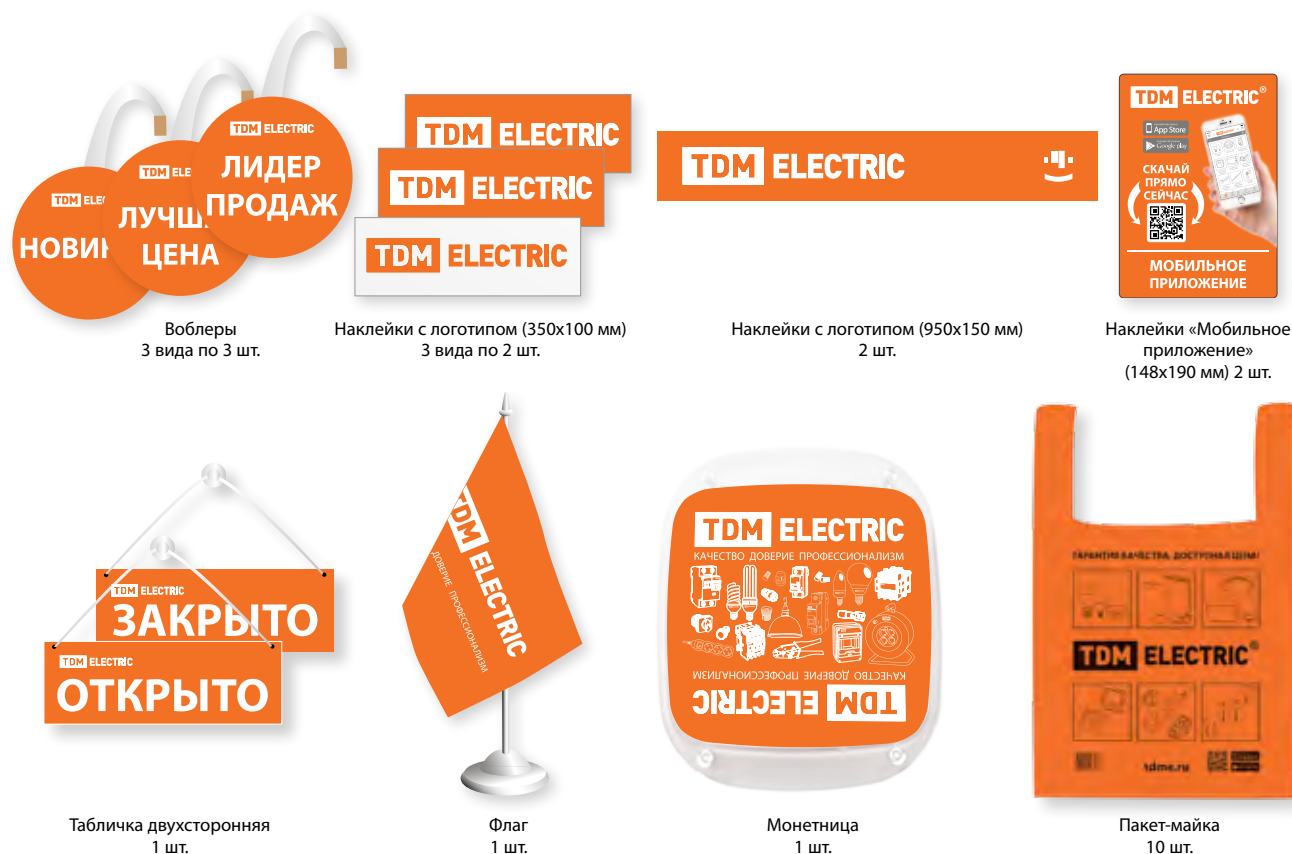 TDM ELECTRIC
ЛИДЕР
ПРОДАЖ
TDM ELE
ЛУЧШ
ЦЕНА
TDM ELE
НОВИ
Воблеры
3 вида по 3 шт.
TDM ELECTRIC
TDM ELECTRIC
TDM ELECTRIC
Наклейки с логотипом (350х100 мм)
3 вида по 2 шт.
TDM ELECTRIC
Наклейки с логотипом (950х150 мм)
2 шт.
TDM ELECTRIC®
App Store
Google play
СКАЧАЙ
ПРЯМО
СЕЙЧАС
МОБИЛЬНОЕ
ПРИЛОЖЕНИЕ
Наклейки «Мобильное
приложение»
(148х190 мм) 2 шт.
TDM ELECTRIC
ЗАКРЫТО
TDM ELECTRIC
ОТКРЫТО
Табличка двухсторонняя
1 шт.
TDM ELECTRIC
ДОВЕРИЕ ПРОФЕССИОНАЛИЗМ
Флаг
1 шт.
TDM ELECTRIC
КАЧЕСТВО ДОВЕРИЕ ПРОФЕССИОНАЛИЗМ
КАЧЕСТВО ДОВЕРИЕ ПРОФЕССИОНАЛИЗМ
TDM ELECTRIC
Монетница
1 шт.
ГАРАНТИЯ КАЧЕСТВА. ДОСТУПНАЯ ЦЕНА!
TDM ELECTRIC®
tdme.ru
Пакет-майка
10 шт.